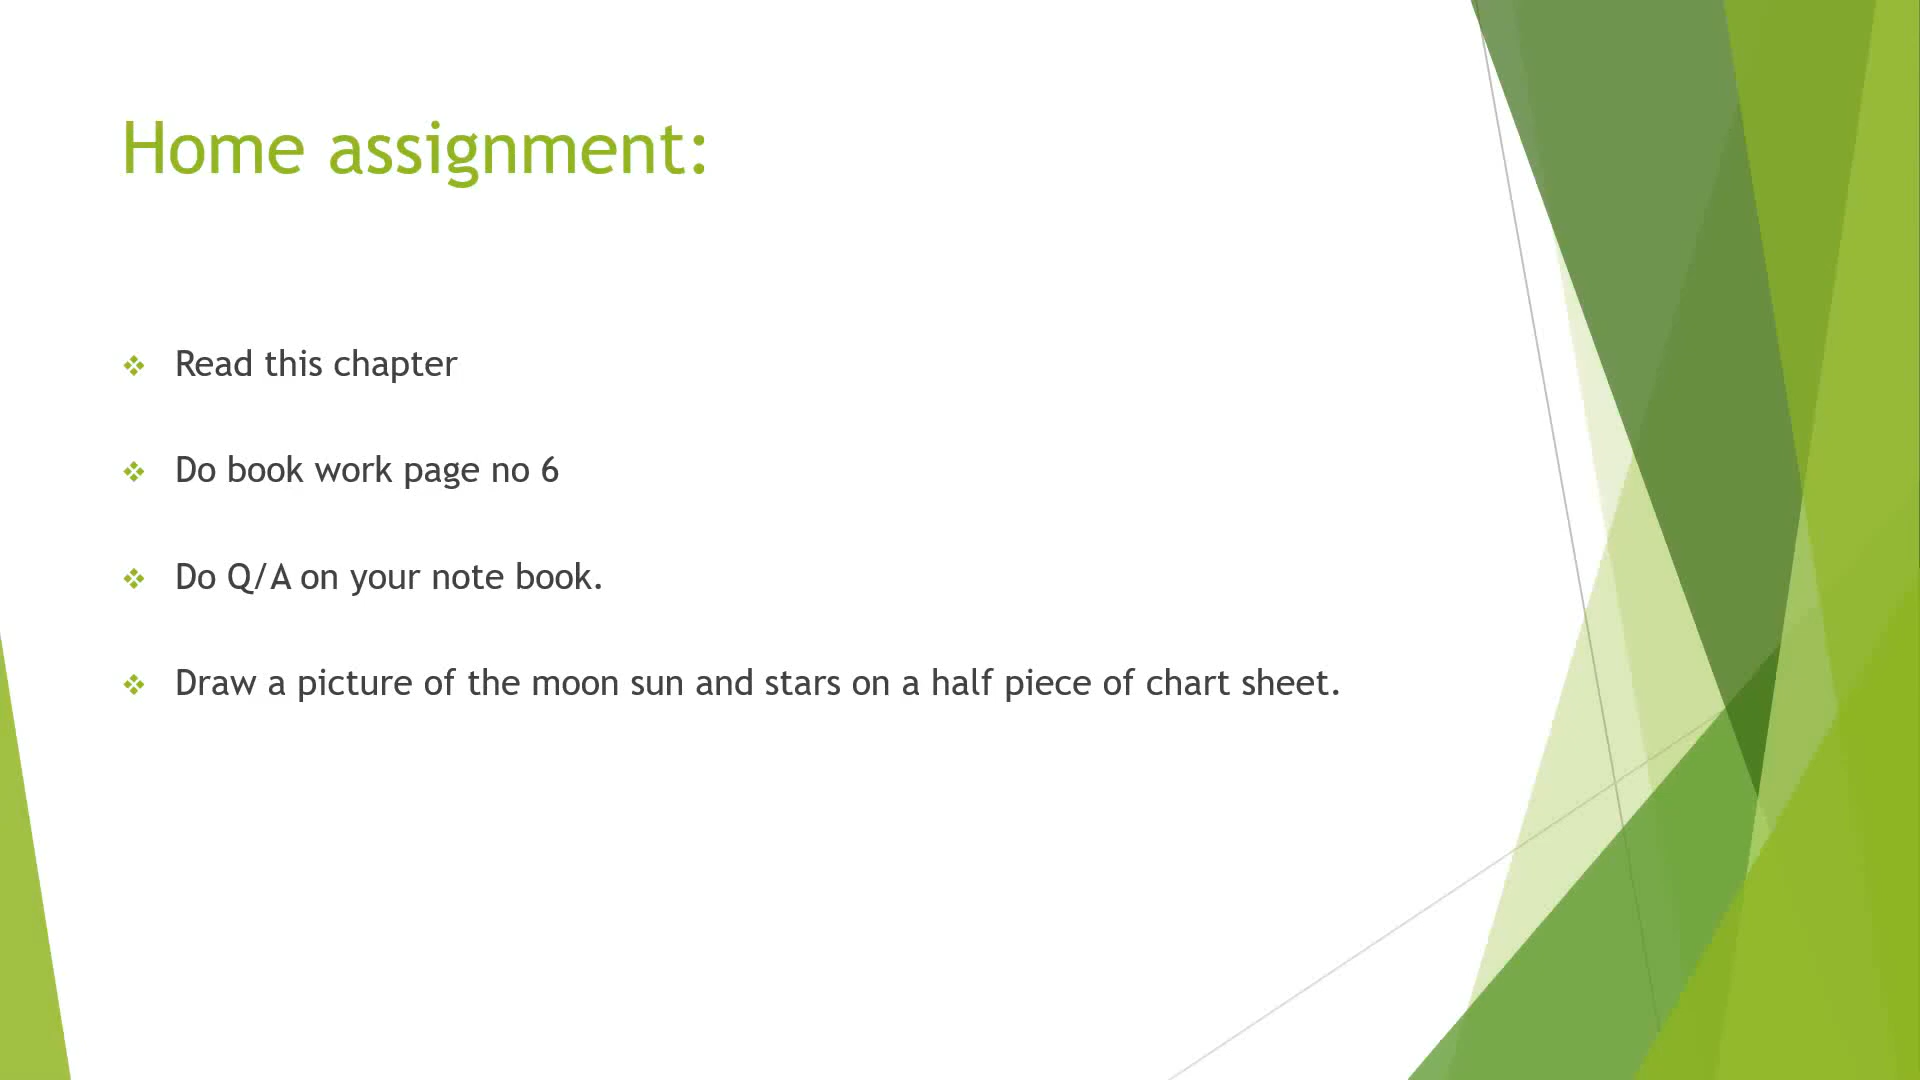 Home assignment:
Read this chapter
Do book work page no 6
Do Q/A on your note book.
Draw a picture of the moon sun and stars on a half piece of chart sheet.